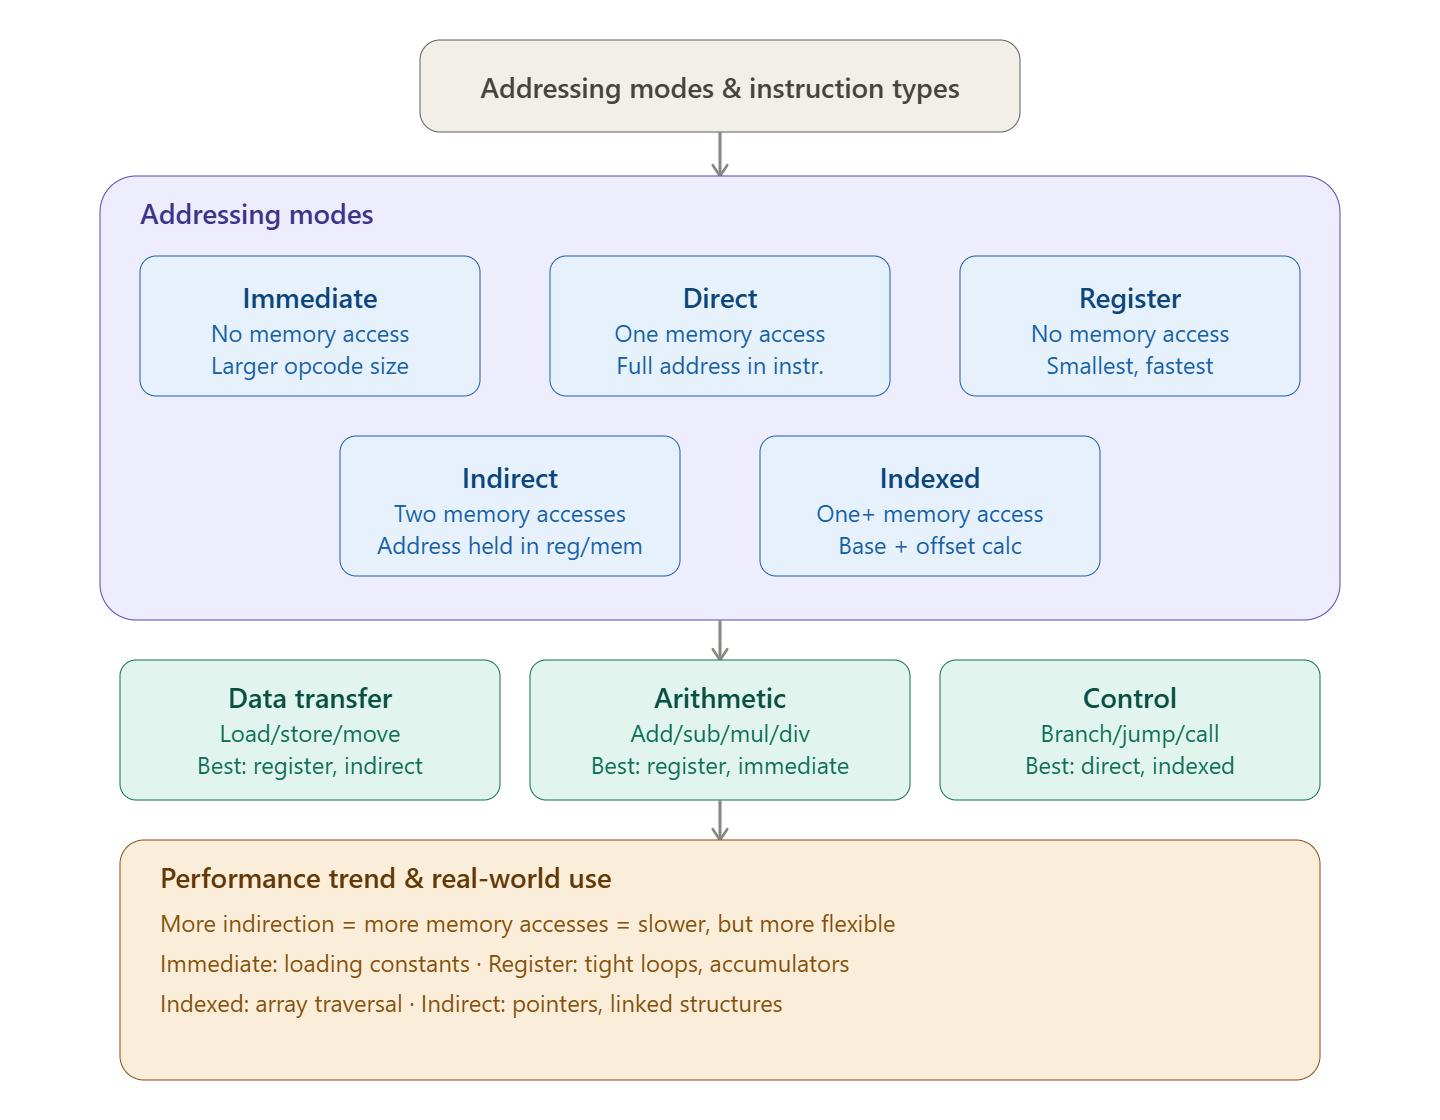 Addressing modes & instruction types
Addressing modes
Immediate
No memory access
Larger opcode size
Direct
One memory access
Full address in instr.
Register
No memory access
Smallest, fastest
Indirect
Two memory accesses
Address held in reg/mem
Indexed
One+ memory access
Base + offset calc
Data transfer
Load/store/move
Best: register, indirect
Arithmetic
Add/sub/mul/div
Best: register, immediate
Control
Branch/jump/call
Best: direct, indexed
Performance trend & real-world use
More indirection = more memory accesses = slower, but more flexible
Immediate: loading constants · Register: tight loops, accumulators
Indexed: array traversal · Indirect: pointers, linked structures